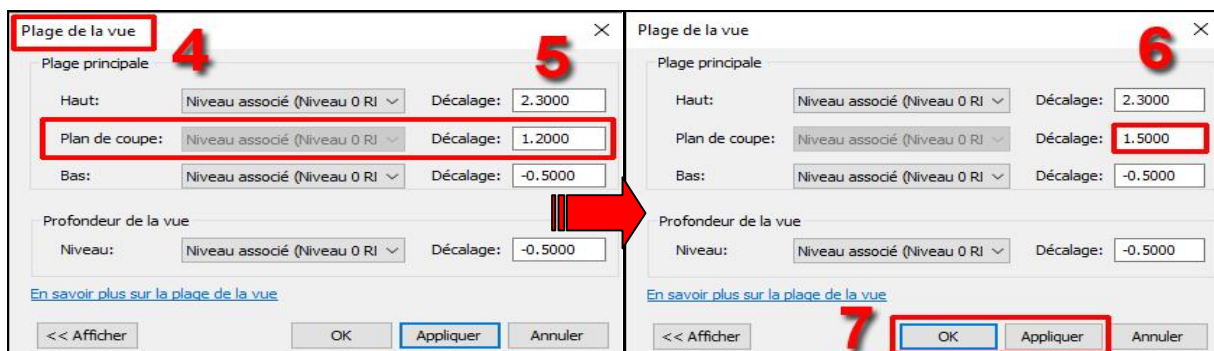 Plage de la vue
4
Plage principale
5
Haut: Niveau associé (Niveau 0 RI Décalage: 2.3000
Plan de coupe: Niveau associé (Niveau 0 RI Décalage: 1.2000
Bas: Niveau associé (Niveau 0 RI Décalage: -0.5000
Profondeur de la vue
Niveau: Niveau associé (Niveau 0 RI Décalage: -0.5000
En savoir plus sur la plage de la vue
<< Afficher OK Appliquer Annuler
Plage de la vue
6
Plage principale
Haut: Niveau associé (Niveau 0 RI Décalage: 2.3000
Plan de coupe: Niveau associé (Niveau 0 RI Décalage: 1.5000
Bas: Niveau associé (Niveau 0 RI Décalage: -0.5000
Profondeur de la vue
Niveau: Niveau associé (Niveau 0 RI Décalage: -0.5000
En savoir plus sur la plage de la vue
<< Afficher 7 OK Appliquer Annuler